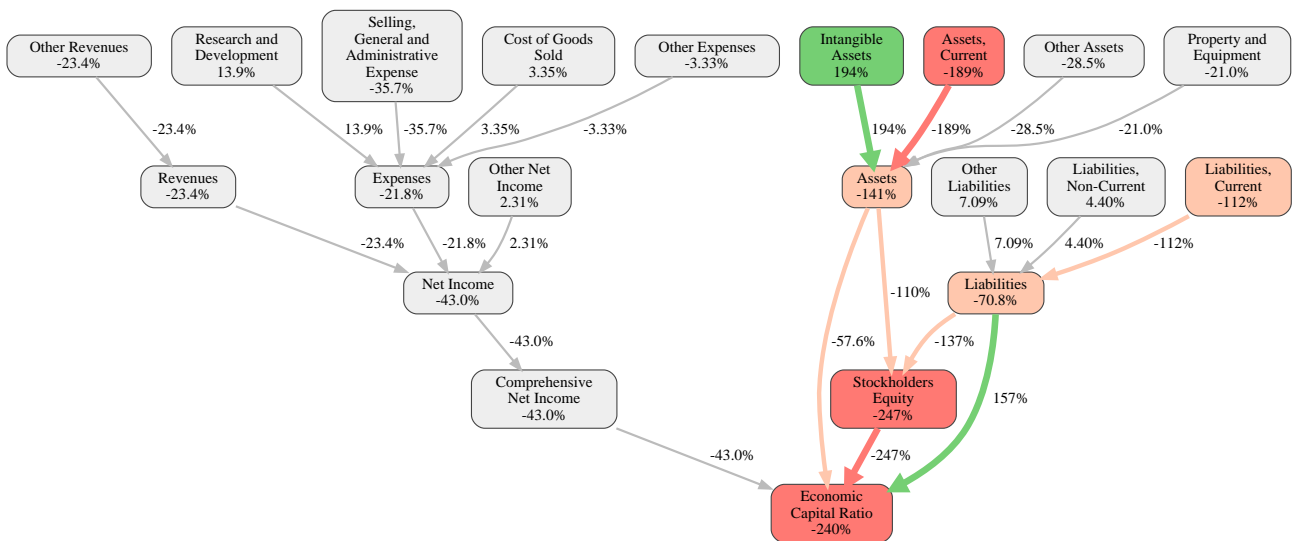 Other Revenues
-23.4%
Research and
Development
13.9%
Selling,
General and
Administrative
Expense
-35.7%
Cost of Goods
Sold
3.35%
Other Expenses
-3.33%
Intangible
Assets
194%
Assets,
Current
-189%
Other Assets
-28.5%
Property and
Equipment
-21.0%
-23.4%
13.9%
-35.7%
3.35%
-3.33%
194%
-189%
-28.5%
-21.0%
Revenues
-23.4%
Expenses
-21.8%
Other Net
Income
2.31%
Assets
-141%
Other
Liabilities
7.09%
Liabilities,
Non-Current
4.40%
Liabilities,
Current
-112%
-23.4%
-21.8%
2.31%
7.09%
4.40%
-112%
Net Income
-43.0%
-110%
Liabilities
-70.8%
-43.0%
-57.6%
-137%
Comprehensive
Net Income
-43.0%
Stockholders
Equity
-247%
157%
-43.0%
-247%
Economic
Capital Ratio
-240%